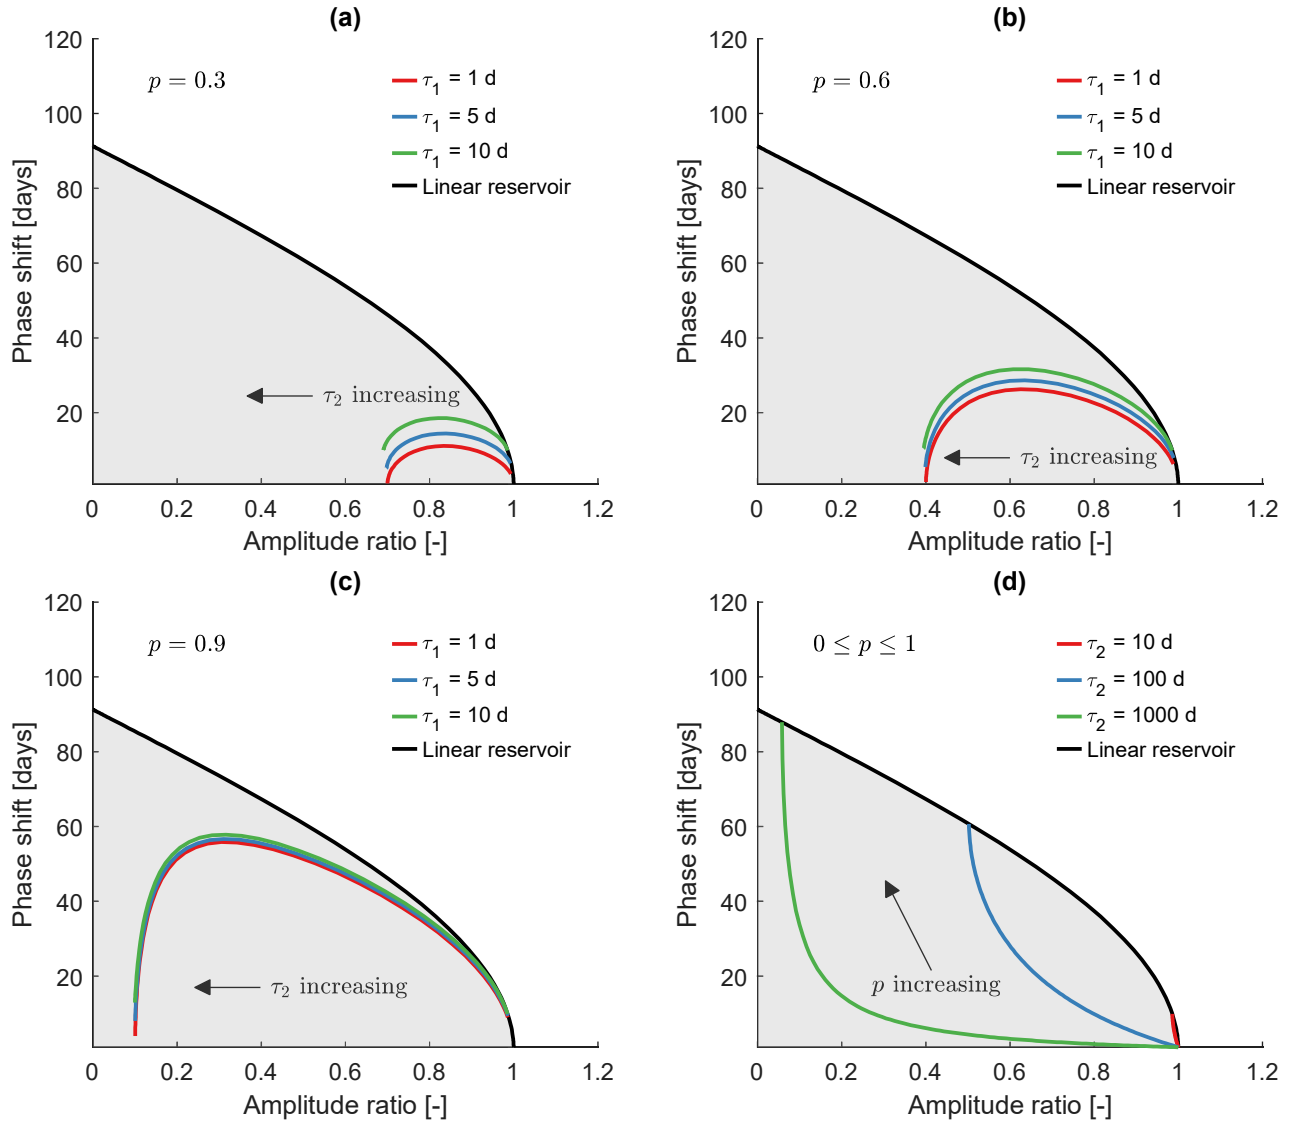 (a)
120
100
80
60
40
20
Phase shift [days]
p = 0.3
τ1 = 1 d
τ1 = 5 d
τ1 = 10 d
Linear reservoir
τ2 increasing
0 0.2 0.4 0.6 0.8 1 1.2
Amplitude ratio [-]
(b)
120
100
80
60
40
20
Phase shift [days]
p = 0.6
τ1 = 1 d
τ1 = 5 d
τ1 = 10 d
Linear reservoir
τ2 increasing
0 0.2 0.4 0.6 0.8 1 1.2
Amplitude ratio [-]
(c)
120
100
80
60
40
20
Phase shift [days]
p = 0.9
τ1 = 1 d
τ1 = 5 d
τ1 = 10 d
Linear reservoir
τ2 increasing
0 0.2 0.4 0.6 0.8 1 1.2
Amplitude ratio [-]
(d)
120
100
80
60
40
20
Phase shift [days]
0 ≤ p ≤ 1
τ2 = 10 d
τ2 = 100 d
τ2 = 1000 d
Linear reservoir
p increasing
0 0.2 0.4 0.6 0.8 1 1.2
Amplitude ratio [-]